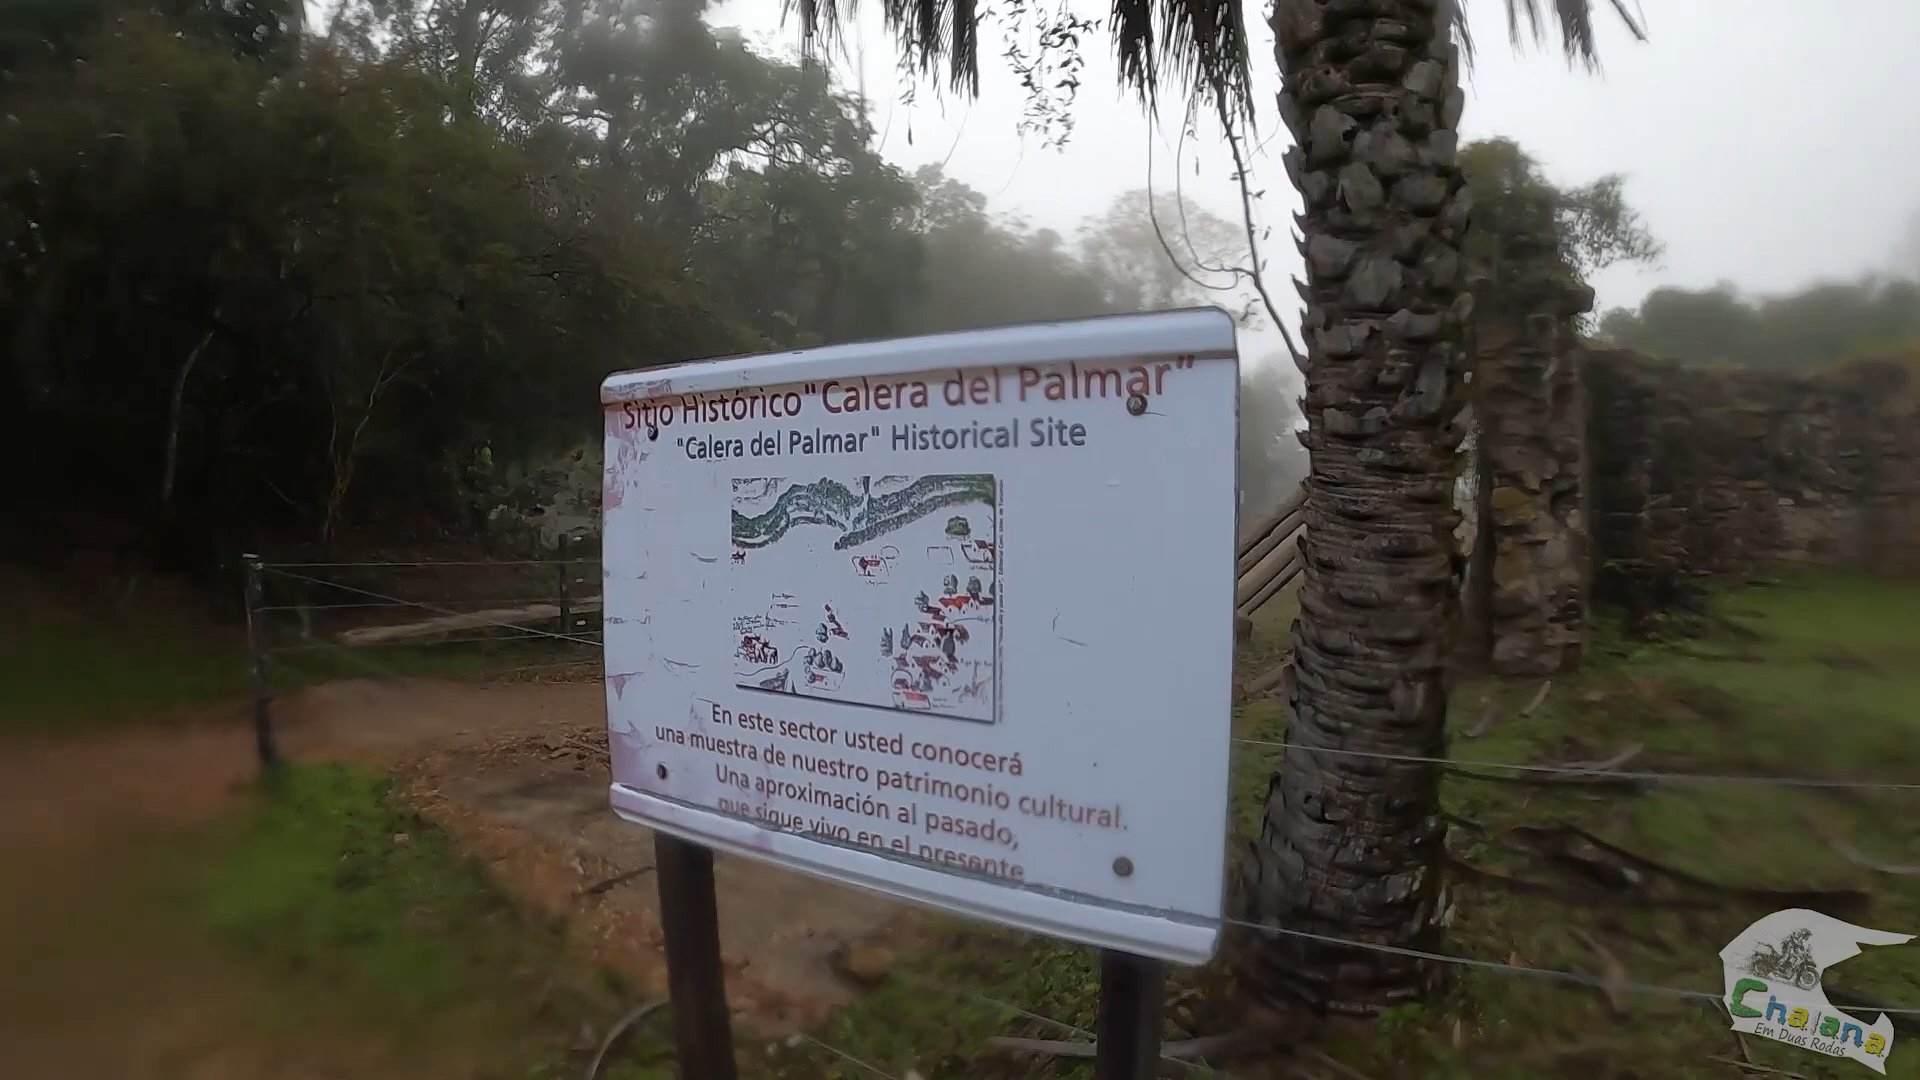 Sitio Histórico "Calera del Palmar"
"Calera del Palmar" Historical Site
En este sector usted conocerá
una muestra de nuestro patrimonio cultural.
Una aproximación al pasado,
que sigue vivo en el presente
Chalana
Em Duas Rodas